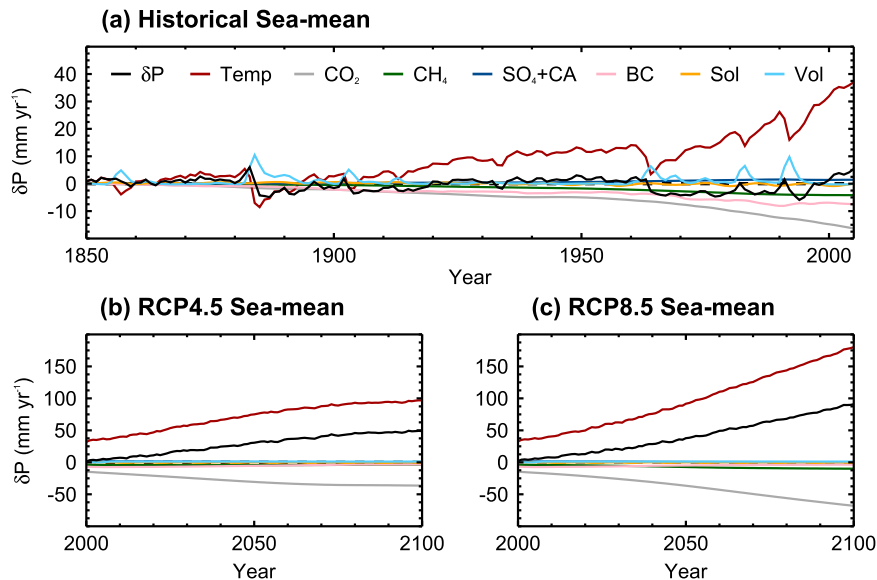 (a) Historical Sea-mean
δP (mm yr⁻¹)
40
30
20
10
0
-10
δP Temp CO₂ CH₄ SO₄+CA BC Sol Vol
1850 1900 1950 2000
Year
(b) RCP4.5 Sea-mean
δP (mm yr⁻¹)
150
100
50
0
-50
2000 2050 2100
Year
(c) RCP8.5 Sea-mean
150
100
50
0
-50
2000 2050 2100
Year